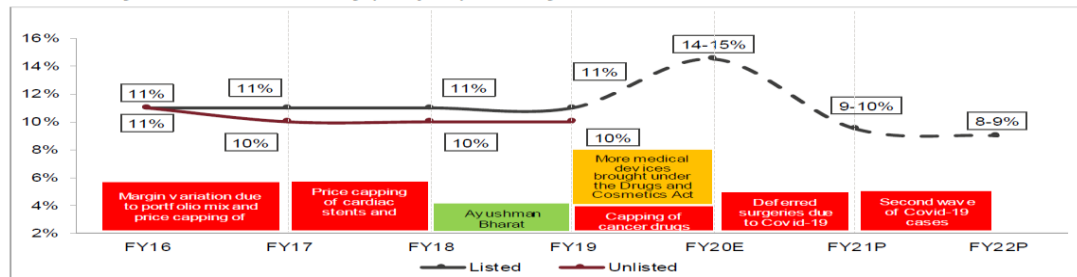 16%
14%
12%
10%
8%
6%
4%
2%
11%
11%
11%
11%
14-15%
9-10%
8-9%
11%
10%
10%
10%
Margin variation due
to portfolio mix and
price capping of
Price capping
of cardiac
stents and
Ayushman
Bharat
More medical
devices
brought under
the Drugs and
Cosmetics Act
Capping of
cancer drugs
Deferred
surgeries due
to Covid-19
Second wave
of Covid-19
cases
FY16
FY17
FY18
FY19
FY20E
FY21P
FY22P
Listed
Unlisted